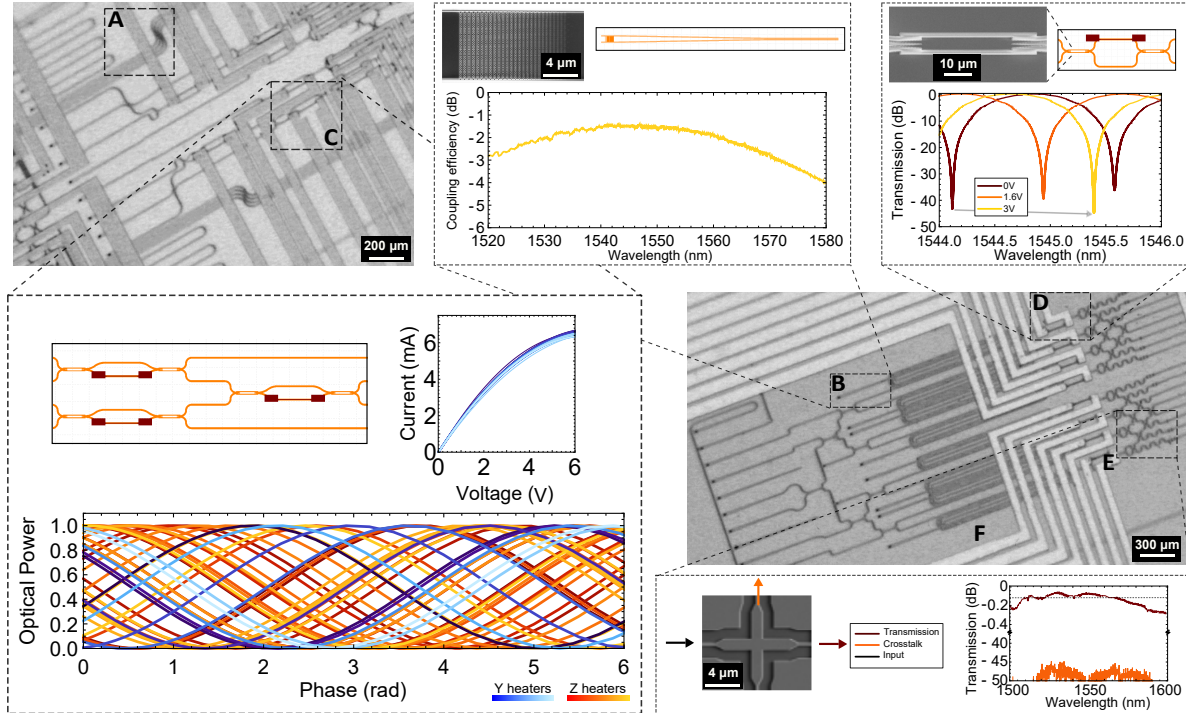 A
C
200 µm
4 µm
Coupling efficiency (dB)
0
-1
-2
-3
-4
-5
-6
1520 1530 1540 1550 1560 1570 1580
Wavelength (nm)
10 µm
Transmission (dB)
0
- 10
- 20
- 30
- 40
- 50
0V
1.6V
3V
1544.0 1544.5 1545.0 1545.5 1546.0
Wavelength (nm)
Current (mA)
6
4
2
0
0 2 4 6
Voltage (V)
Optical Power
1.0
0.8
0.6
0.4
0.2
0.0
0 1 2 3 4 5 6
Phase (rad)
Y heaters Z heaters
D
B
E
F
300 µm
4 µm
Transmission
Crosstalk
Input
Transmission (dB)
0
- 0.2
- 0.4
- 40
- 45
- 50
1500 1550 1600
Wavelength (nm)